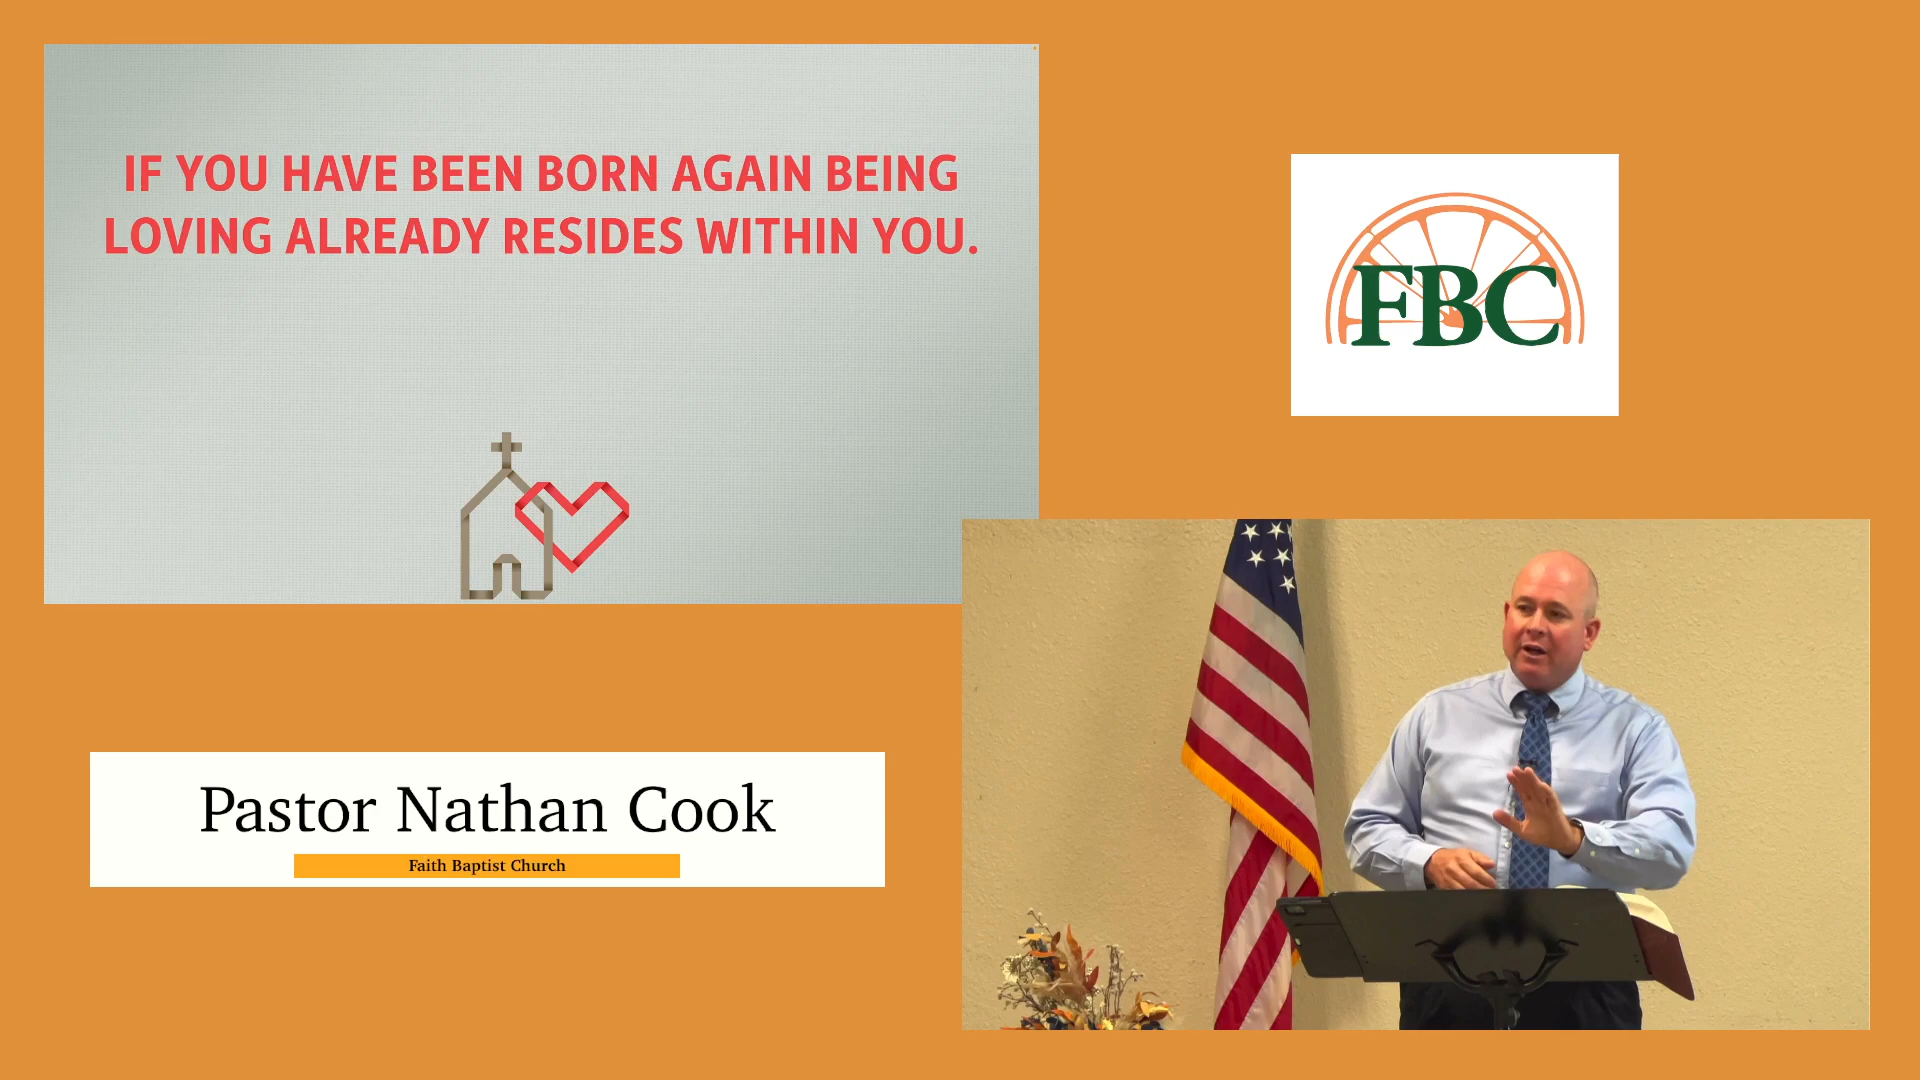 IF YOU HAVE BEEN BORN AGAIN BEING
LOVING ALREADY RESIDES WITHIN YOU.
FBC
Pastor Nathan Cook
Faith Baptist Church